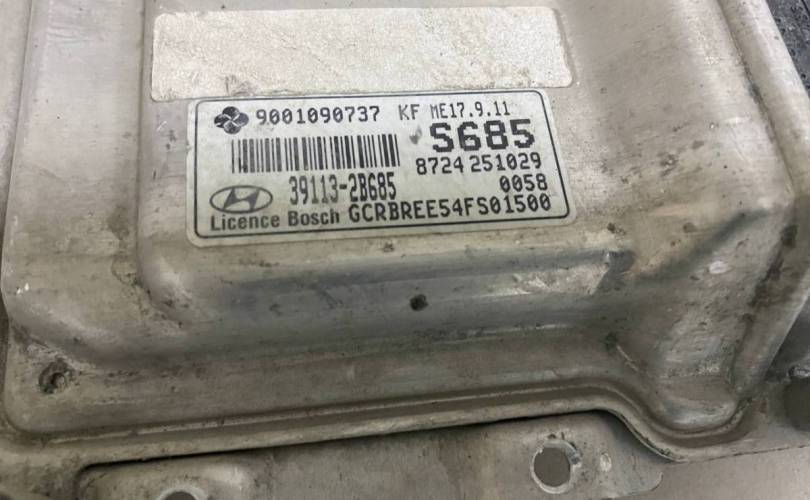 9001090737 KF ME17.9.11
S685
8724 251029
39113-2B685 0058
Licence Bosch GCRBREE54FS01500